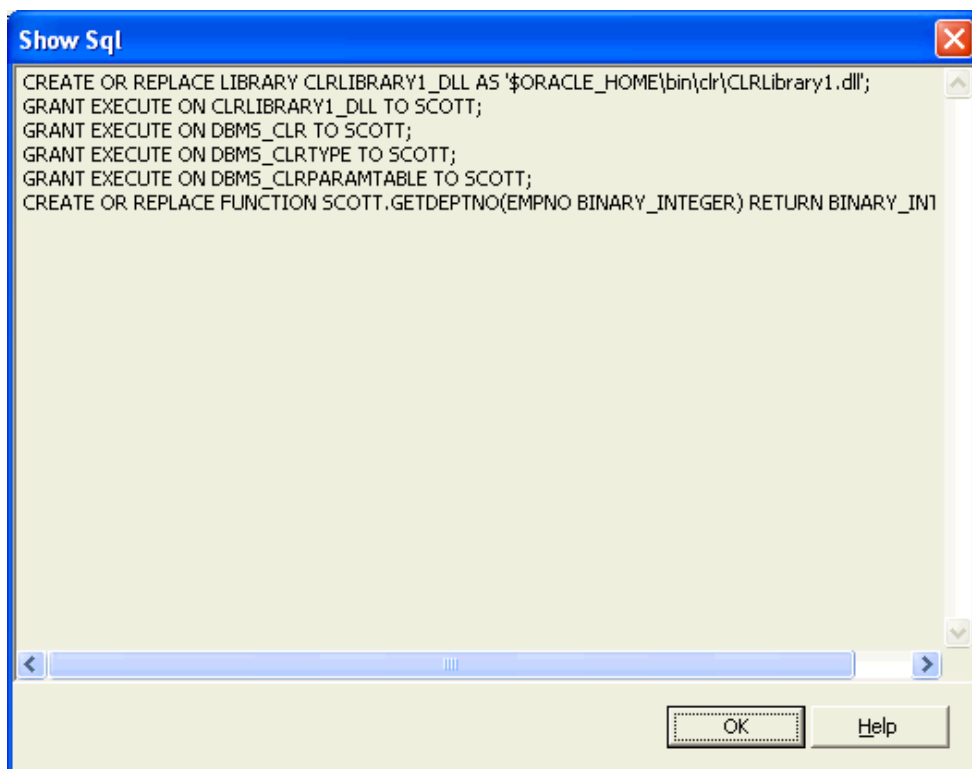 Show Sql
CREATE OR REPLACE LIBRARY CLRLIBRARY1_DLL AS '$ORACLE_HOME\bin\clr\CLRLibrary1.dll';
GRANT EXECUTE ON CLRLIBRARY1_DLL TO SCOTT;
GRANT EXECUTE ON DBMS_CLR TO SCOTT;
GRANT EXECUTE ON DBMS_CLRTYPE TO SCOTT;
GRANT EXECUTE ON DBMS_CLRPARAMTABLE TO SCOTT;
CREATE OR REPLACE FUNCTION SCOTT.GETDEPTNO(EMPNO BINARY_INTEGER) RETURN BINARY_INT
OK
Help